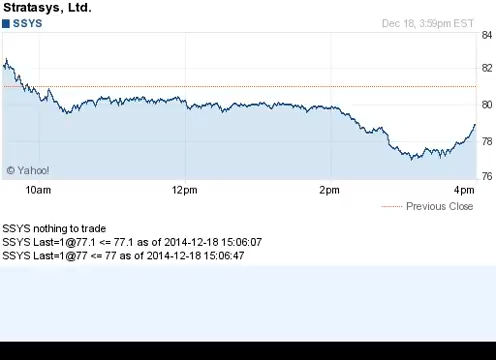 Stratasys, Ltd.
SSYS
Dec 18, 3:59pm EST
84
82
80
78
76
© Yahoo!
10am 12pm 2pm 4pm
Previous Close
SSYS nothing to trade
SSYS Last=1@77.1 <= 77.1 as of 2014-12-18 15:06:07
SSYS Last=1@77 <= 77 as of 2014-12-18 15:06:47